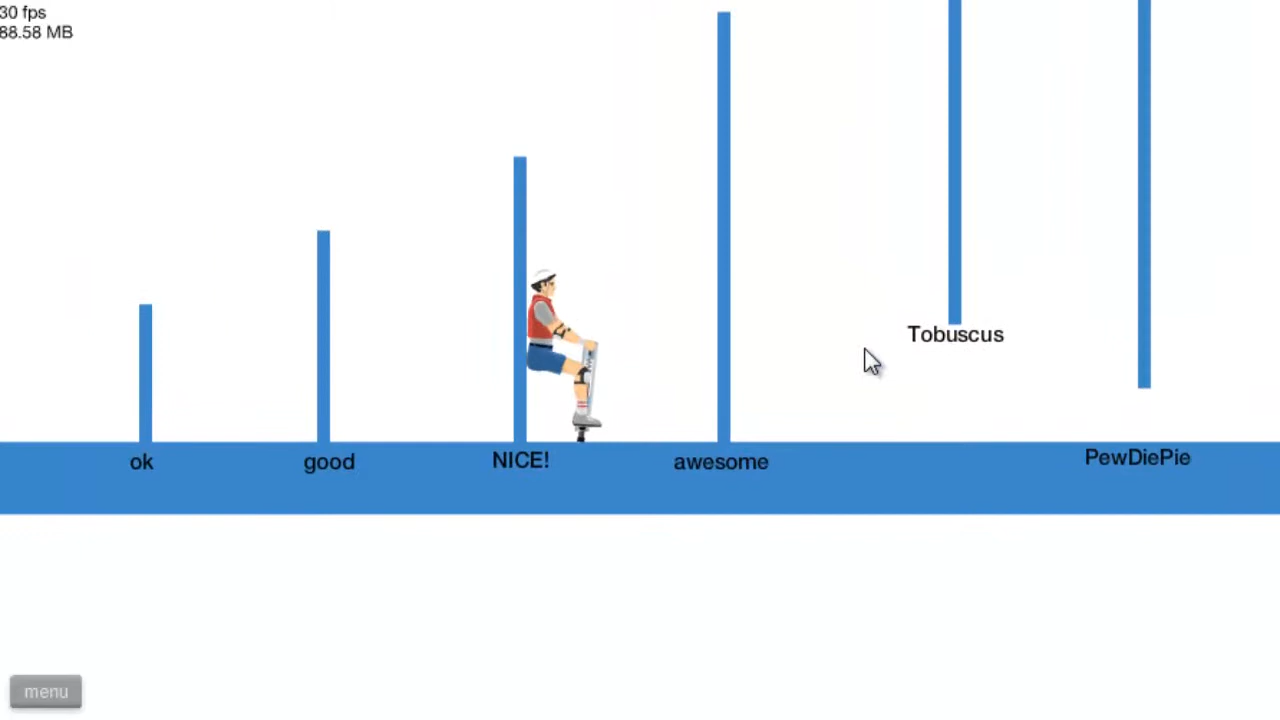 30 fps
88.58 MB
Tobuscus
ok
good
NICE!
awesome
PewDiePie
menu